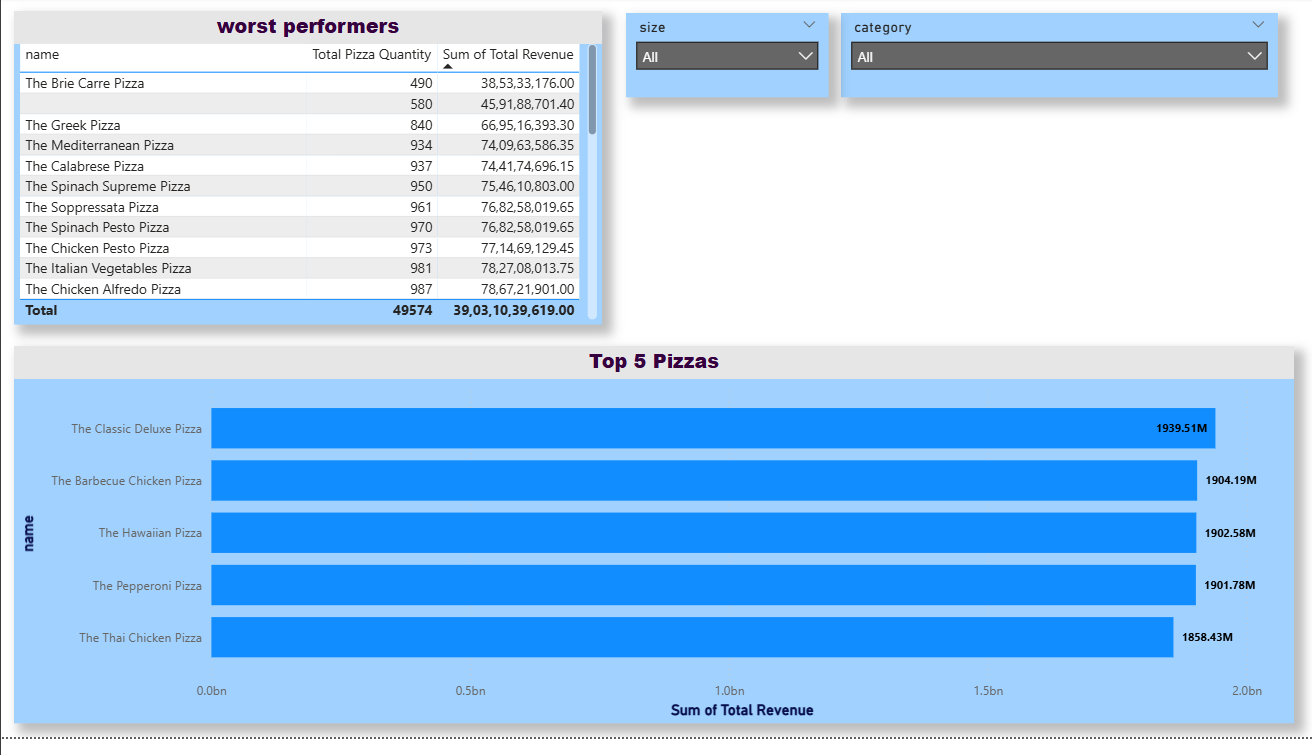 worst performers
name Total Pizza Quantity Sum of Total Revenue
The Brie Carre Pizza 490 38,53,33,176.00
580 45,91,88,701.40
The Greek Pizza 840 66,95,16,393.30
The Mediterranean Pizza 934 74,09,63,586.35
The Calabrese Pizza 937 74,41,74,696.15
The Spinach Supreme Pizza 950 75,46,10,803.00
The Soppressata Pizza 961 76,82,58,019.65
The Spinach Pesto Pizza 970 76,82,58,019.65
The Chicken Pesto Pizza 973 77,14,69,129.45
The Italian Vegetables Pizza 981 78,27,08,013.75
The Chicken Alfredo Pizza 987 78,67,21,901.00
Total 49574 39,03,10,39,619.00
size
All
category
All
Top 5 Pizzas
The Classic Deluxe Pizza 1939.51M
The Barbecue Chicken Pizza 1904.19M
The Hawaiian Pizza 1902.58M
The Pepperoni Pizza 1901.78M
The Thai Chicken Pizza 1858.43M
name
0.0bn 0.5bn 1.0bn 1.5bn 2.0bn
Sum of Total Revenue